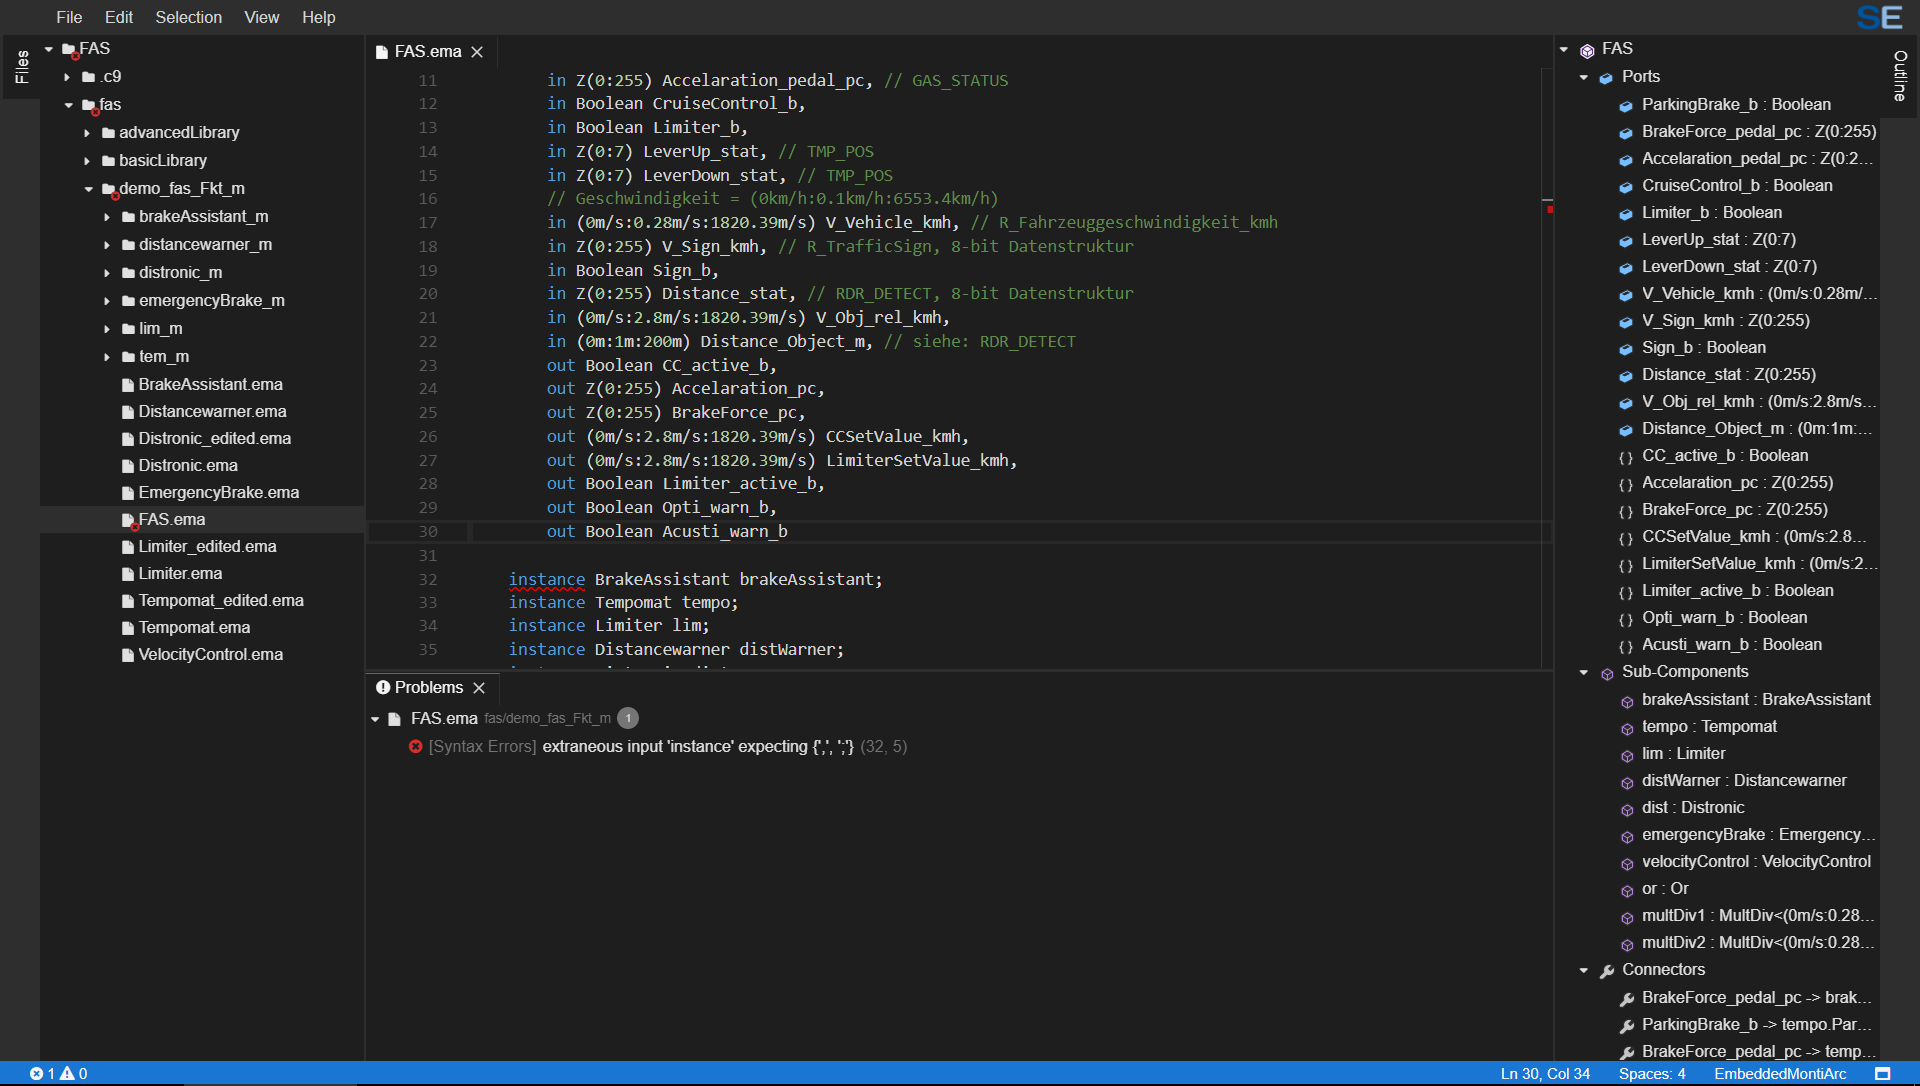 File Edit Selection View Help
SE
Files
FAS
.c9
fas
advancedLibrary
basicLibrary
demo_fas_Fkt_m
brakeAssistant_m
distancewarner_m
distronic_m
emergencyBrake_m
lim_m
tem_m
BrakeAssistant.ema
Distancewarner.ema
Distronic_edited.ema
Distronic.ema
EmergencyBrake.ema
FAS.ema
Limiter_edited.ema
Limiter.ema
Tempomat_edited.ema
Tempomat.ema
VelocityControl.ema
FAS.ema
11 in Z(0:255) Accelaration_pedal_pc, // GAS_STATUS
12 in Boolean CruiseControl_b,
13 in Boolean Limiter_b,
14 in Z(0:7) LeverUp_stat, // TMP_POS
15 in Z(0:7) LeverDown_stat, // TMP_POS
16 // Geschwindigkeit = (0km/h:0.1km/h:6553.4km/h)
17 in (0m/s:0.28m/s:1820.39m/s) V_Vehicle_kmh, // R_Fahrzeuggeschwindigkeit_kmh
18 in Z(0:255) V_Sign_kmh, // R_TrafficSign, 8-bit Datenstruktur
19 in Boolean Sign_b,
20 in Z(0:255) Distance_stat, // RDR_DETECT, 8-bit Datenstruktur
21 in (0m/s:2.8m/s:1820.39m/s) V_Obj_rel_kmh,
22 in (0m:1m:200m) Distance_Object_m, // siehe: RDR_DETECT
23 out Boolean CC_active_b,
24 out Z(0:255) Accelaration_pc,
25 out Z(0:255) BrakeForce_pc,
26 out (0m/s:2.8m/s:1820.39m/s) CCSetValue_kmh,
27 out (0m/s:2.8m/s:1820.39m/s) LimiterSetValue_kmh,
28 out Boolean Limiter_active_b,
29 out Boolean Opti_warn_b,
30 out Boolean Acusti_warn_b
31
32 instance BrakeAssistant brakeAssistant;
33 instance Tempomat tempo;
34 instance Limiter lim;
35 instance Distancewarner distWarner;
Problems
FAS.ema fas/demo_fas_Fkt_m 1
[Syntax Errors] extraneous input 'instance' expecting {',', ';'} (32, 5)
Outline
FAS
Ports
ParkingBrake_b : Boolean
BrakeForce_pedal_pc : Z(0:255)
Accelaration_pedal_pc : Z(0:2...
CruiseControl_b : Boolean
Limiter_b : Boolean
LeverUp_stat : Z(0:7)
LeverDown_stat : Z(0:7)
V_Vehicle_kmh : (0m/s:0.28m/...
V_Sign_kmh : Z(0:255)
Sign_b : Boolean
Distance_stat : Z(0:255)
V_Obj_rel_kmh : (0m/s:2.8m/s...
Distance_Object_m : (0m:1m:...
CC_active_b : Boolean
Accelaration_pc : Z(0:255)
BrakeForce_pc : Z(0:255)
CCSetValue_kmh : (0m/s:2.8...
LimiterSetValue_kmh : (0m/s:2...
Limiter_active_b : Boolean
Opti_warn_b : Boolean
Acusti_warn_b : Boolean
Sub-Components
brakeAssistant : BrakeAssistant
tempo : Tempomat
lim : Limiter
distWarner : Distancewarner
dist : Distronic
emergencyBrake : Emergency...
velocityControl : VelocityControl
or : Or
multDiv1 : MultDiv<(0m/s:0.28...
multDiv2 : MultDiv<(0m/s:0.28...
Connectors
BrakeForce_pedal_pc -> brak...
ParkingBrake_b -> tempo.Par...
BrakeForce_pedal_pc -> temp...
1 0 Ln 30, Col 34 Spaces: 4 EmbeddedMontiArc